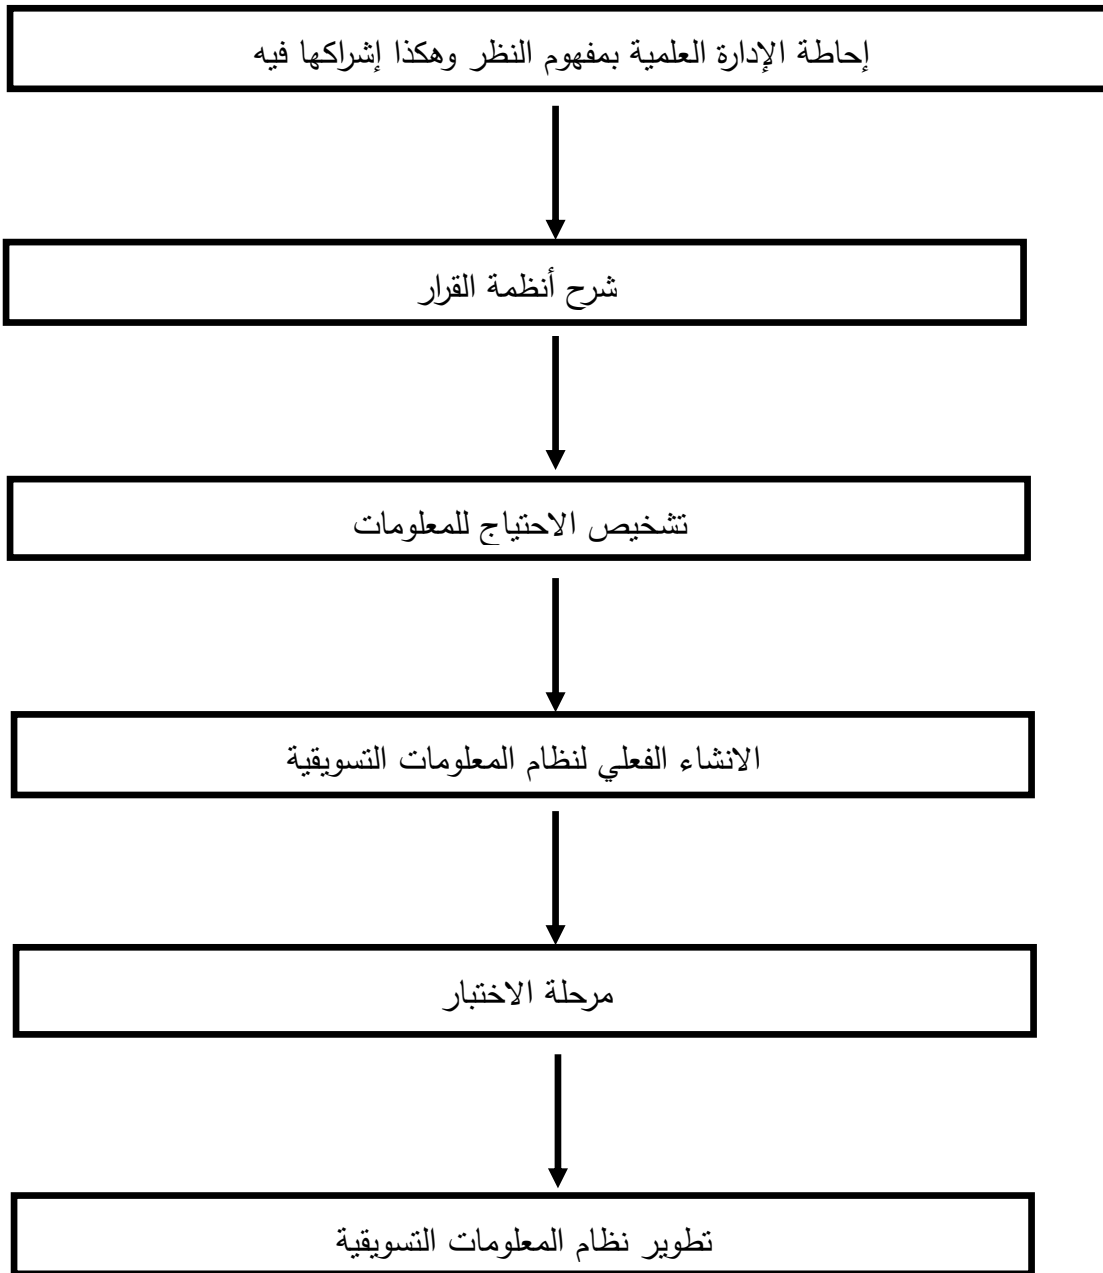 إحاطة الإدارة العلمية بمفهوم النظر وهكذا إشراكها فيه
شرح أنظمة القرار
تشخيص الاحتياج للمعلومات
الانشاء الفعلي لنظام المعلومات التسويقية
مرحلة الاختبار
تطوير نظام المعلومات التسويقية